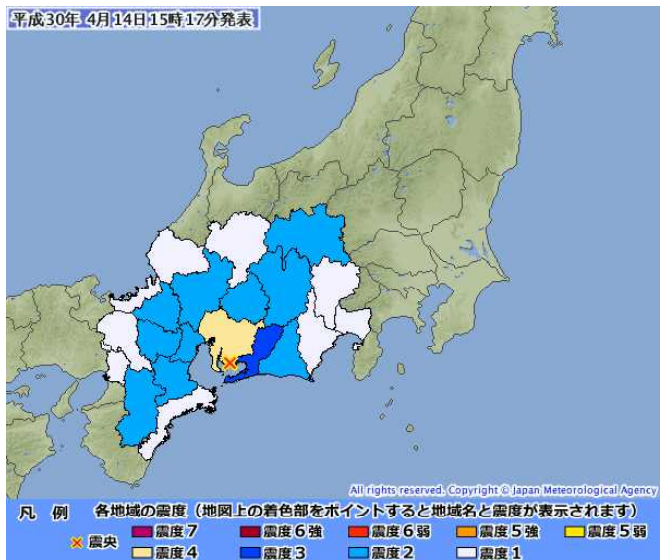 平成30年 4月14日15時17分発表
All rights reserved. Copyright © Japan Meteorological Agency
凡 例 各地域の震度（地図上の着色部をポイントすると地域名と震度が表示されます）
震央 震度7 震度6強 震度6弱 震度5強 震度5弱
震度4 震度3 震度2 震度1